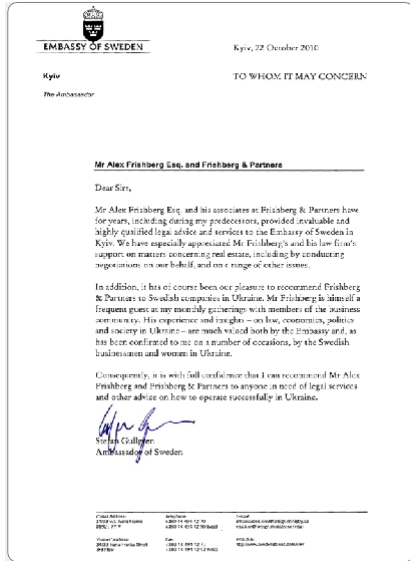 EMBASSY OF SWEDEN
Kyiv, 22 October 2010
Kyiv
TO WHOM IT MAY CONCERN
The Ambassador
Mr Alex Frishberg Esq. and Frishberg & Partners
Dear Sirs,
Mr Alex Frishberg Esq. and his associates at Frishberg & Partners have
for years, including during my predecessors, provided invaluable and
highly qualified legal advice and services to the Embassy of Sweden in
Kyiv. We have especially appreciated Mr Frishberg's and his law firm's
support on matters concerning real estate, including by conducting
negotiations on our behalf, and on a range of other issues.
In addition, it has of course been our pleasure to recommend Frishberg
& Partners to Swedish companies in Ukraine. Mr Frishberg is himself a
frequent guest at my monthly gatherings with members of the business
community. His experience and insights – on law, economics, politics
and society in Ukraine – are much valued both by the Embassy and, as
has been confirmed to me on a number of occasions, by the Swedish
businessmen and women in Ukraine.
Consequently, it is with full confidence that I can recommend Mr Alex
Frishberg and Frishberg & Partners to anyone in need of legal services
and other advice on how to operate successfully in Ukraine.
Stefan Gullgren
Ambassador of Sweden